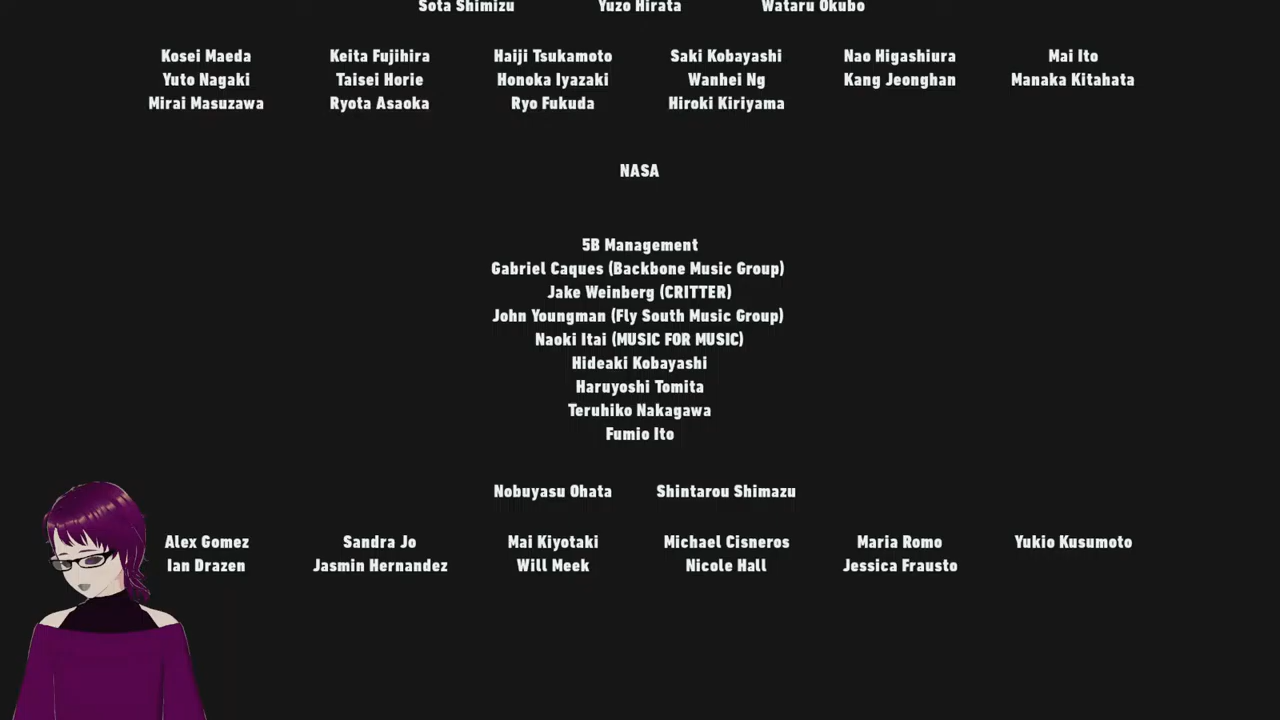 Sota Shimizu Yuzo Hirata Wataru Okubo
Kosei Maeda Keita Fujihira Haiji Tsukamoto Saki Kobayashi Nao Higashiura Mai Ito
Yuto Nagaki Taisei Horie Honoka Iyazaki Wanhei Ng Kang Jeonghan Manaka Kitahata
Mirai Masuzawa Ryota Asaoka Ryo Fukuda Hiroki Kiriyama
NASA
5B Management
Gabriel Caques (Backbone Music Group)
Jake Weinberg (CRITTER)
John Youngman (Fly South Music Group)
Naoki Itai (MUSIC FOR MUSIC)
Hideaki Kobayashi
Haruyoshi Tomita
Teruhiko Nakagawa
Fumio Ito
Nobuyasu Ohata Shintarou Shimazu
Alex Gomez Sandra Jo Mai Kiyotaki Michael Cisneros Maria Romo Yukio Kusumoto
Ian Drazen Jasmin Hernandez Will Meek Nicole Hall Jessica Frausto